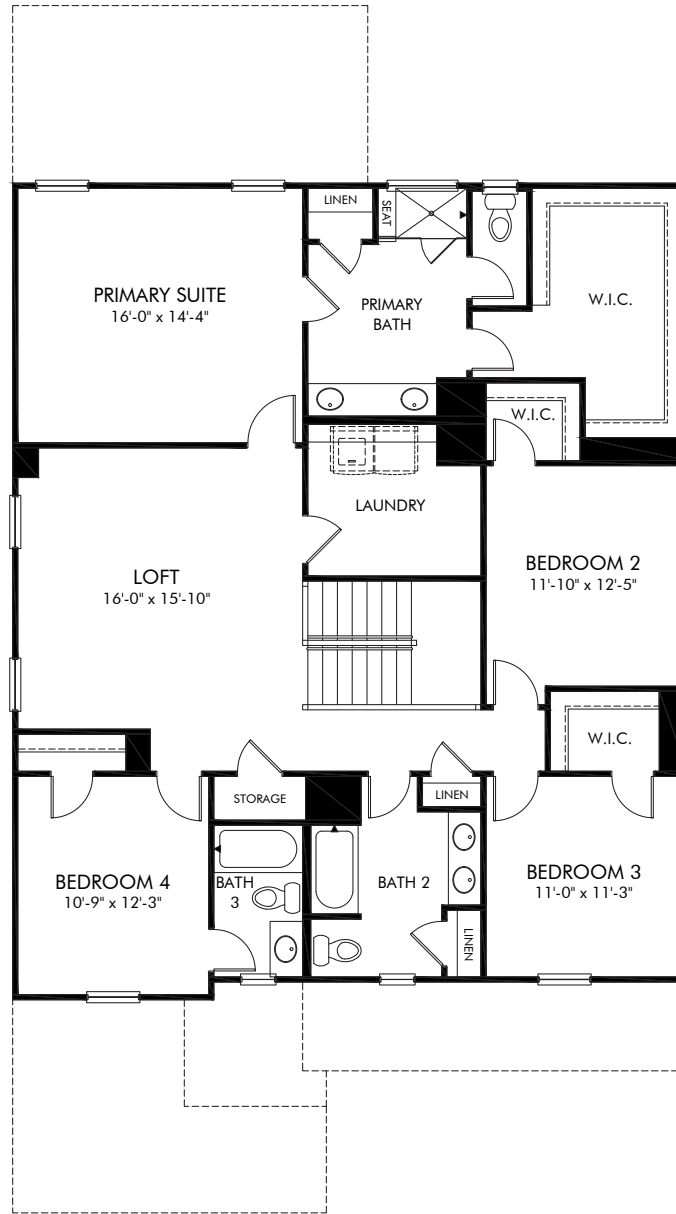 LINEN
SEAT
PRIMARY SUITE
16'-0" x 14'-4"
PRIMARY
BATH
W.I.C.
W.I.C.
LAUNDRY
LOFT
16'-0" x 15'-10"
BEDROOM 2
11'-10" x 12'-5"
W.I.C.
STORAGE
LINEN
BEDROOM 4
10'-9" x 12'-3"
BATH
3
BATH 2
BEDROOM 3
11'-0" x 11'-3"
LINEN